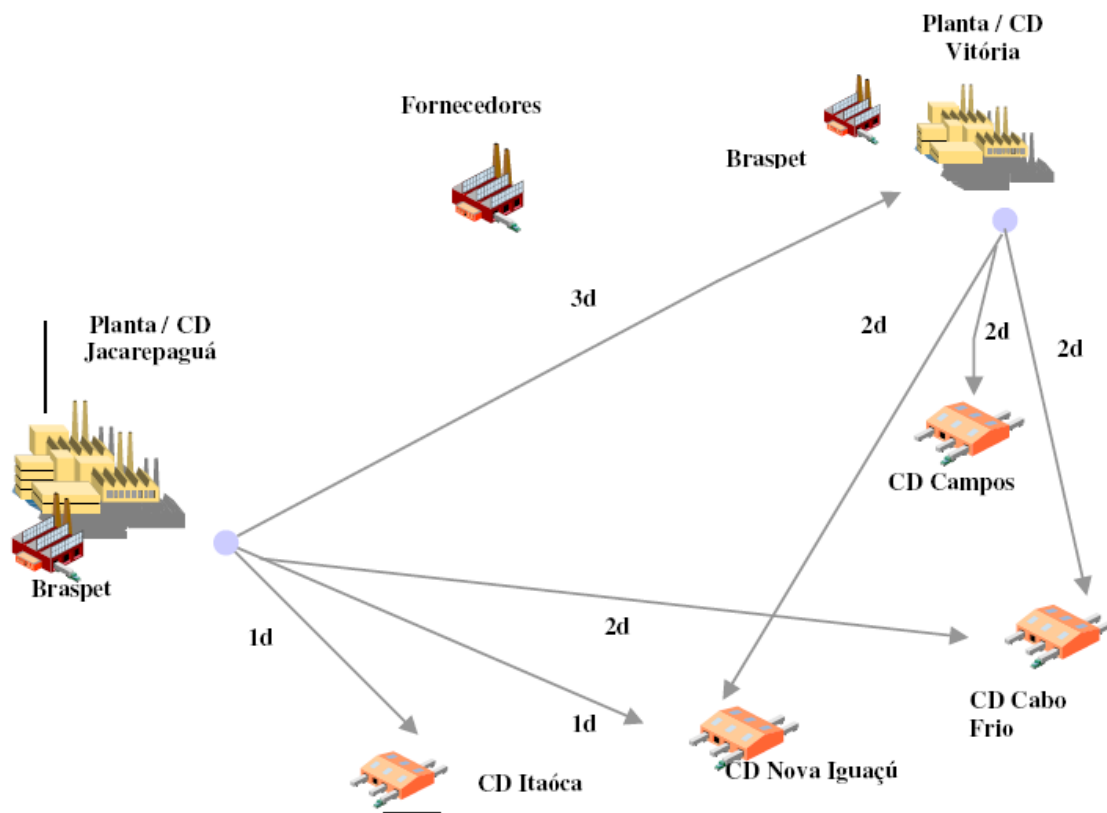 Planta / CD
Vitória
Fornecedores
Braspet
3d
Planta / CD
Jacarepaguá
2d
2d
2d
CD Campos
Braspet
1d
2d
1d
CD Cabo
Frio
CD Itaóca
CD Nova Iguaçú